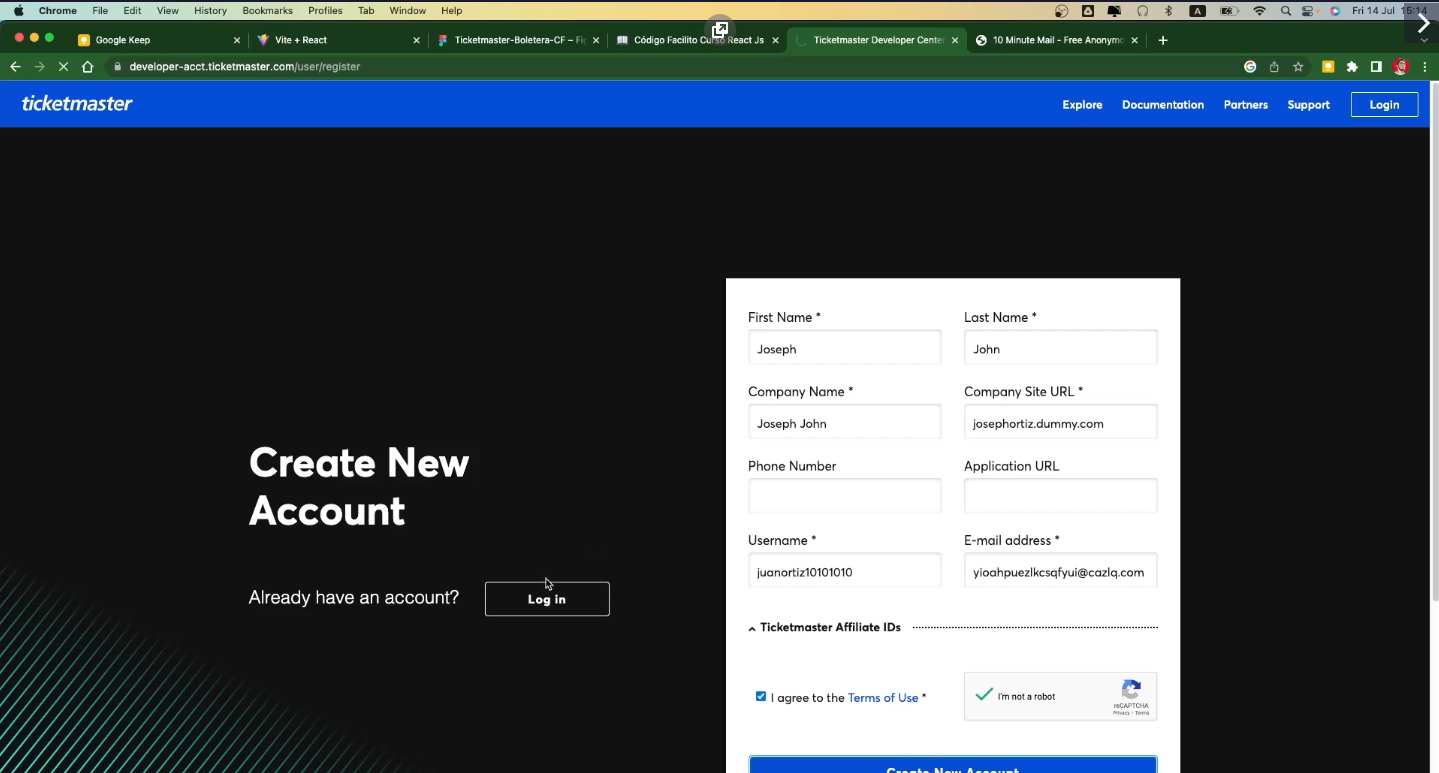 Chrome File Edit View History Bookmarks Profiles Tab Window Help A Fri 14 Jul 15:14
Google Keep Vite + React Ticketmaster-Boletera-CF – Fi Código Facilito Curso React Js Ticketmaster Developer Center 10 Minute Mail - Free Anonymo
developer-acct.ticketmaster.com/user/register
ticketmaster Explore Documentation Partners Support Login
First Name * Last Name *
Joseph John
Company Name * Company Site URL *
Joseph John josephortiz.dummy.com
Phone Number Application URL
Create New
Account
Username * E-mail address *
juanortiz10101010 yioahpuezlkcsqfyui@cazlq.com
Already have an account? Log in
Ticketmaster Affiliate IDs
I agree to the Terms of Use * I'm not a robot
reCAPTCHA
Privacy - Terms
Create New Account